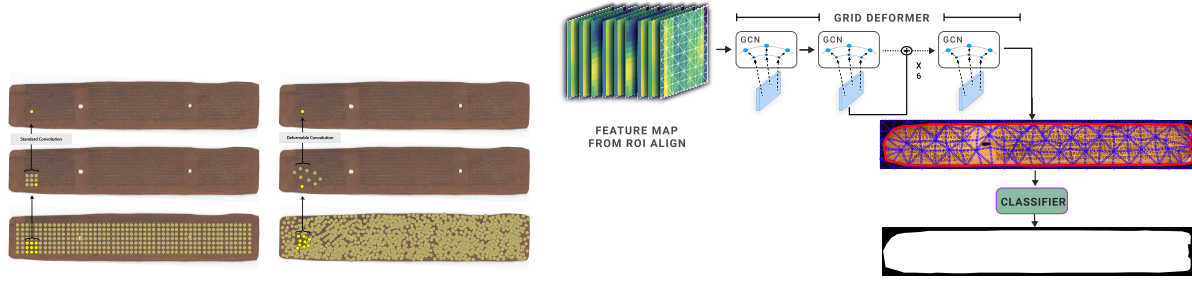 Standard Convolution
Deformable Convolution
FEATURE MAP
FROM ROI ALIGN
GRID DEFORMER
GCN
GCN
GCN
X
6
CLASSIFIER